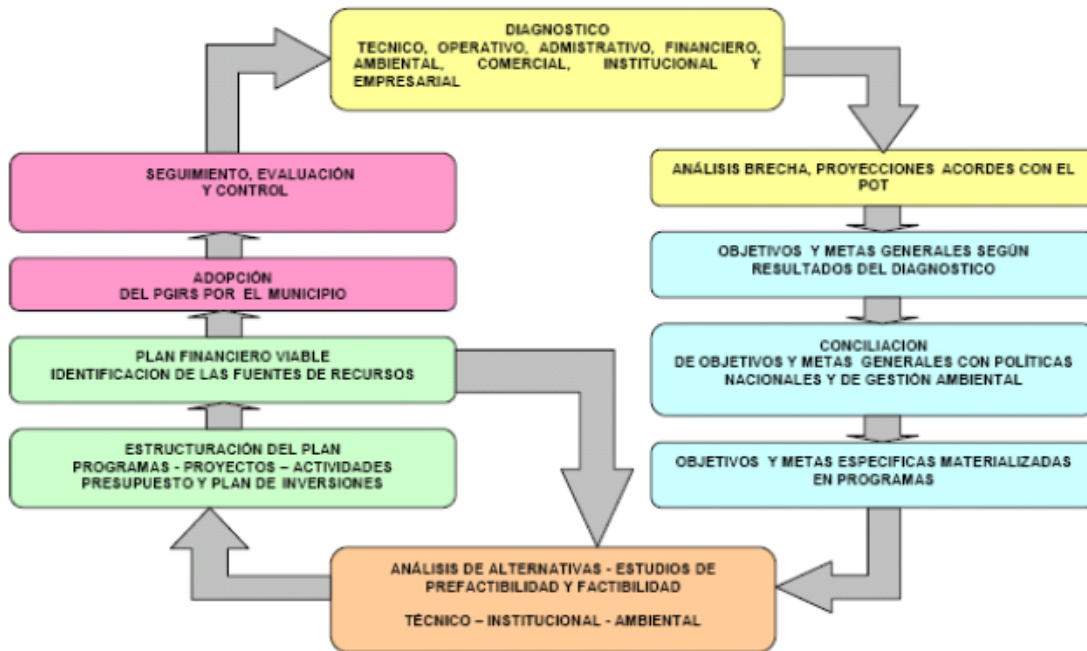 DIAGNOSTICO
TECNICO, OPERATIVO, ADMISTRATIVO, FINANCIERO,
AMBIENTAL, COMERCIAL, INSTITUCIONAL Y
EMPRESARIAL
ANÁLISIS BRECHA, PROYECCIONES ACORDES CON EL
POT
OBJETIVOS Y METAS GENERALES SEGÚN
RESULTADOS DEL DIAGNOSTICO
CONCILIACION
DE OBJETIVOS Y METAS GENERALES CON POLÍTICAS
NACIONALES Y DE GESTIÓN AMBIENTAL
OBJETIVOS Y METAS ESPECIFICAS MATERIALIZADAS
EN PROGRAMAS
ANÁLISIS DE ALTERNATIVAS - ESTUDIOS DE
PREFACTIBILIDAD Y FACTIBILIDAD
TÉCNICO – INSTITUCIONAL - AMBIENTAL
ESTRUCTURACIÓN DEL PLAN
PROGRAMAS - PROYECTOS – ACTIVIDADES
PRESUPUESTO Y PLAN DE INVERSIONES
PLAN FINANCIERO VIABLE
IDENTIFICACION DE LAS FUENTES DE RECURSOS
ADOPCIÓN
DEL PGIRS POR EL MUNICIPIO
SEGUIMIENTO, EVALUACIÓN
Y CONTROL